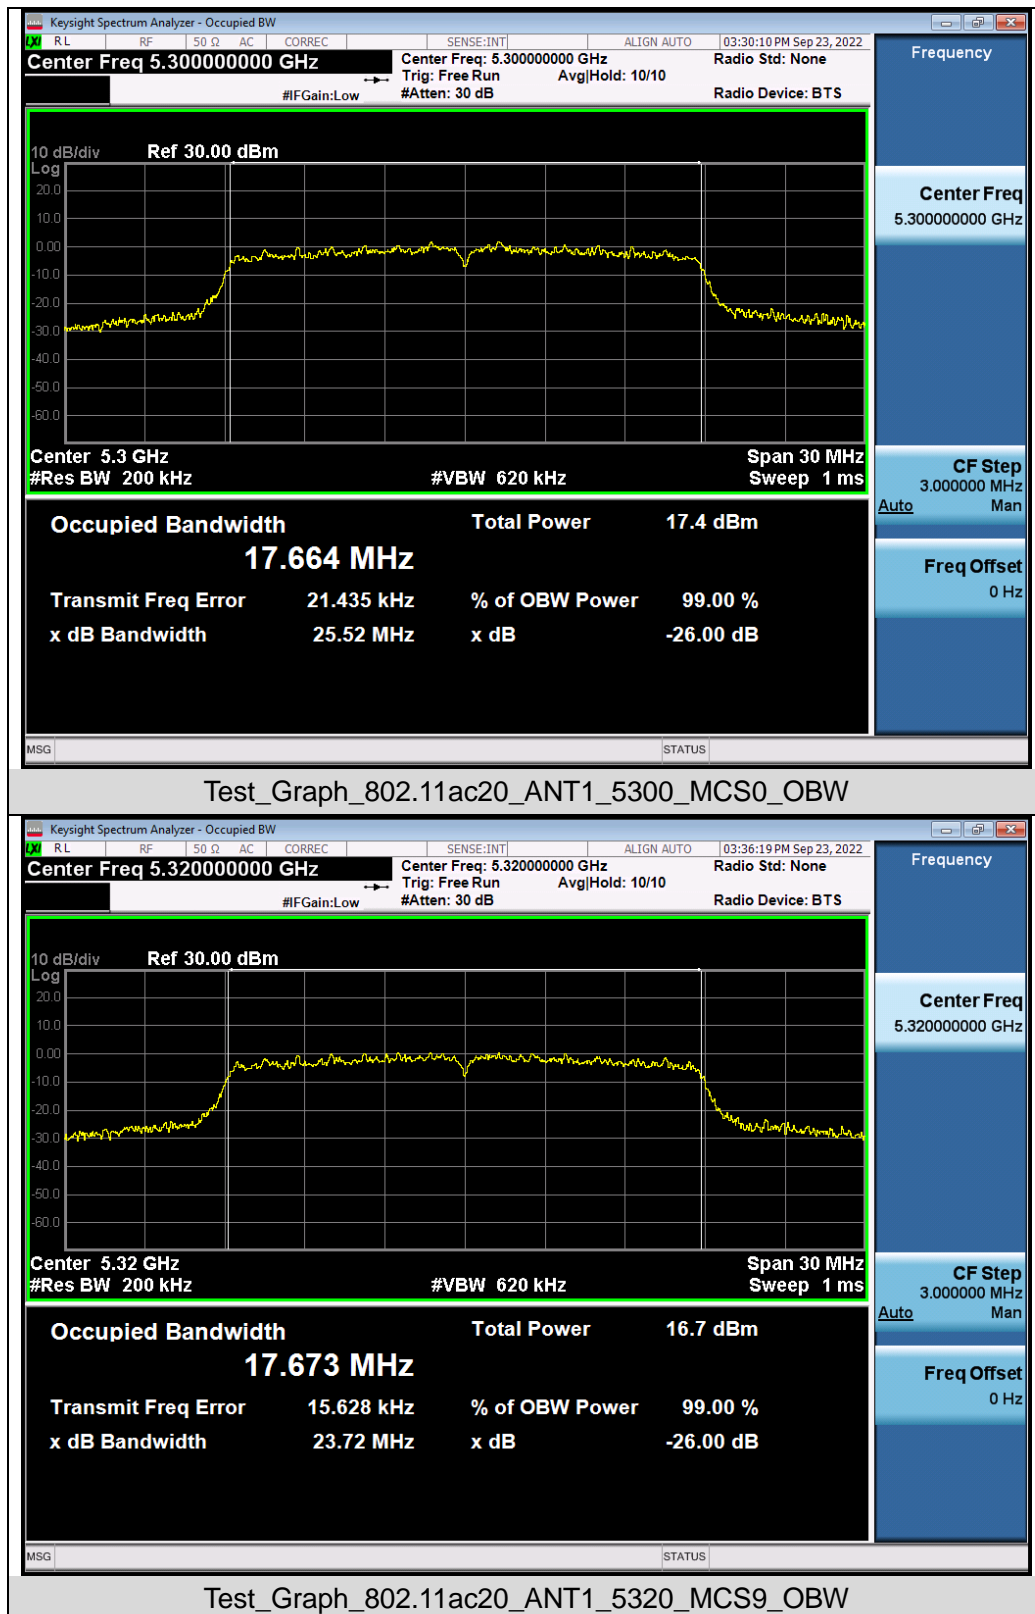 Keysight Spectrum Analyzer - Occupied BW
LXI RL RF 50 Ω AC CORREC SENSE:INT ALIGN AUTO 03:30:10 PM Sep 23, 2022
Center Freq 5.300000000 GHz Center Freq: 5.300000000 GHz Radio Std: None
Trig: Free Run Avg|Hold: 10/10
#IFGain:Low #Atten: 30 dB Radio Device: BTS
Frequency
10 dB/div Ref 30.00 dBm
Log
20.0
10.0
0.00
-10.0
-20.0
-30.0
-40.0
-50.0
-60.0
Center 5.3 GHz Span 30 MHz
#Res BW 200 kHz #VBW 620 kHz Sweep 1 ms
Center Freq
5.300000000 GHz
CF Step
3.000000 MHz
Auto Man
Freq Offset
0 Hz
Occupied Bandwidth Total Power 17.4 dBm
17.664 MHz
Transmit Freq Error 21.435 kHz % of OBW Power 99.00 %
x dB Bandwidth 25.52 MHz x dB -26.00 dB
MSG STATUS
Test_Graph_802.11ac20_ANT1_5300_MCS0_OBW
Keysight Spectrum Analyzer - Occupied BW
LXI RL RF 50 Ω AC CORREC SENSE:INT ALIGN AUTO 03:36:19 PM Sep 23, 2022
Center Freq 5.320000000 GHz Center Freq: 5.320000000 GHz Radio Std: None
Trig: Free Run Avg|Hold: 10/10
#IFGain:Low #Atten: 30 dB Radio Device: BTS
Frequency
10 dB/div Ref 30.00 dBm
Log
20.0
10.0
0.00
-10.0
-20.0
-30.0
-40.0
-50.0
-60.0
Center 5.32 GHz Span 30 MHz
#Res BW 200 kHz #VBW 620 kHz Sweep 1 ms
Center Freq
5.320000000 GHz
CF Step
3.000000 MHz
Auto Man
Freq Offset
0 Hz
Occupied Bandwidth Total Power 16.7 dBm
17.673 MHz
Transmit Freq Error 15.628 kHz % of OBW Power 99.00 %
x dB Bandwidth 23.72 MHz x dB -26.00 dB
MSG STATUS
Test_Graph_802.11ac20_ANT1_5320_MCS9_OBW